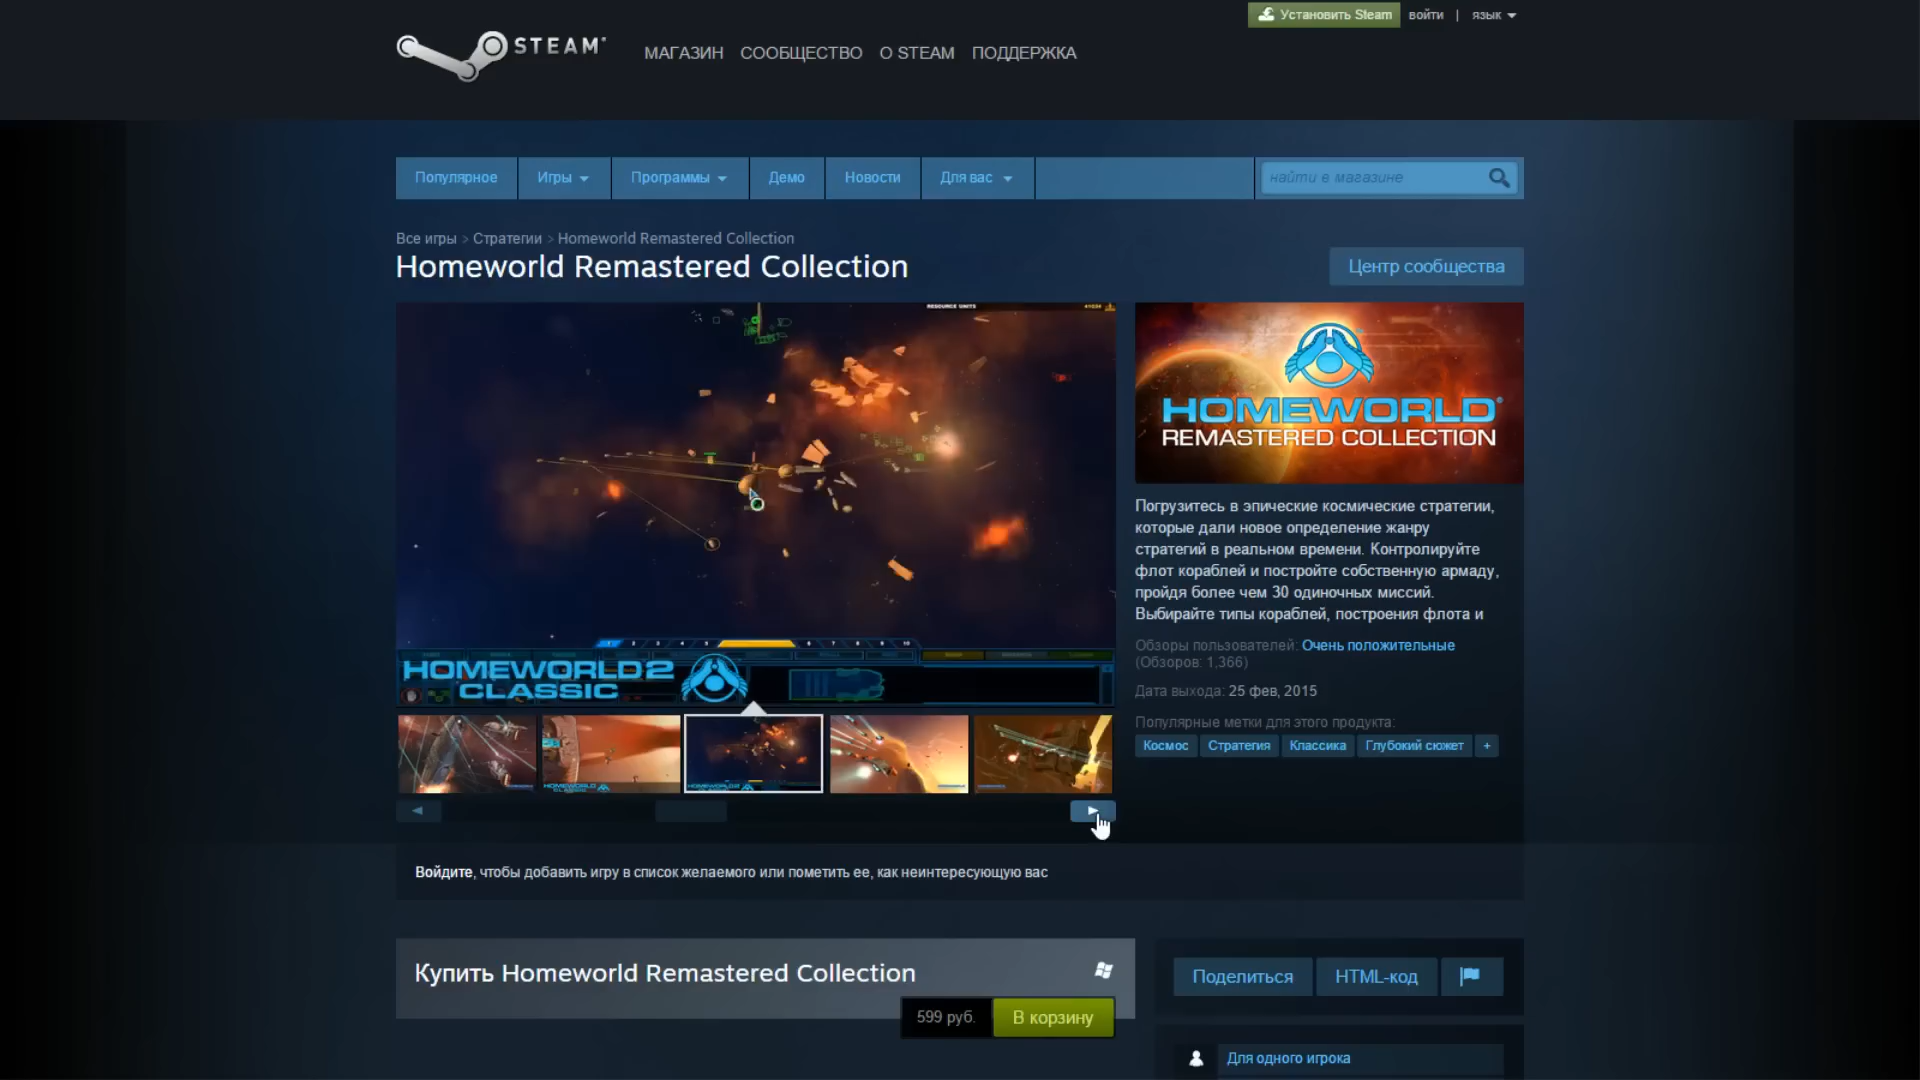 Установить Steam войти | язык
STEAM
МАГАЗИН СООБЩЕСТВО О STEAM ПОДДЕРЖКА
Популярное Игры Программы Демо Новости Для вас найти в магазине
Все игры > Стратегии > Homeworld Remastered Collection
Homeworld Remastered Collection
Центр сообщества
RESOURCE UNITS
HOMEWORLD 2
CLASSIC
HOMEWORLD
REMASTERED COLLECTION
Погрузитесь в эпические космические стратегии,
которые дали новое определение жанру
стратегий в реальном времени. Контролируйте
флот кораблей и постройте собственную армаду,
пройдя более чем 30 одиночных миссий.
Выбирайте типы кораблей, построения флота и
Обзоры пользователей: Очень положительные
(Обзоров: 1,366)
Дата выхода: 25 фев, 2015
Популярные метки для этого продукта:
Космос Стратегия Классика Глубокий сюжет +
Войдите, чтобы добавить игру в список желаемого или пометить ее, как неинтересующую вас
Купить Homeworld Remastered Collection
599 руб. В корзину
Поделиться HTML-код
Для одного игрока